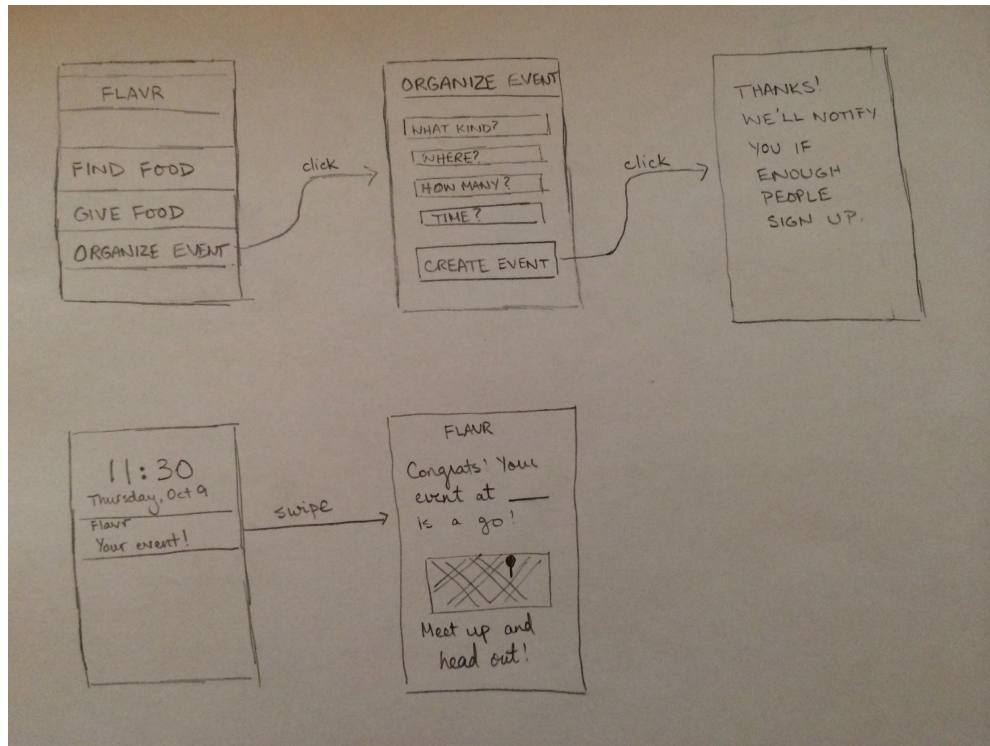 FLAVR
FIND FOOD
GIVE FOOD
ORGANIZE EVENT
click
ORGANIZE EVENT
WHAT KIND?
WHERE?
HOW MANY?
TIME?
CREATE EVENT
click
THANKS!
WE'LL NOTIFY
YOU IF
ENOUGH
PEOPLE
SIGN UP.
11:30
Thursday, Oct 9
Flavr
Your event!
swipe
FLAVR
Congrats! Your
event at ____
is a go!
Meet up and
head out!